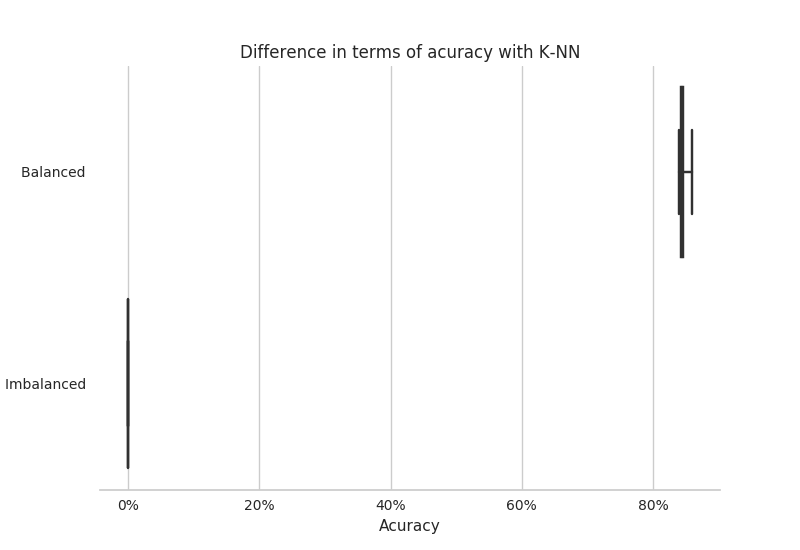 Difference in terms of acuracy with K-NN
Balanced
Imbalanced
0% 20% 40% 60% 80%
Acuracy